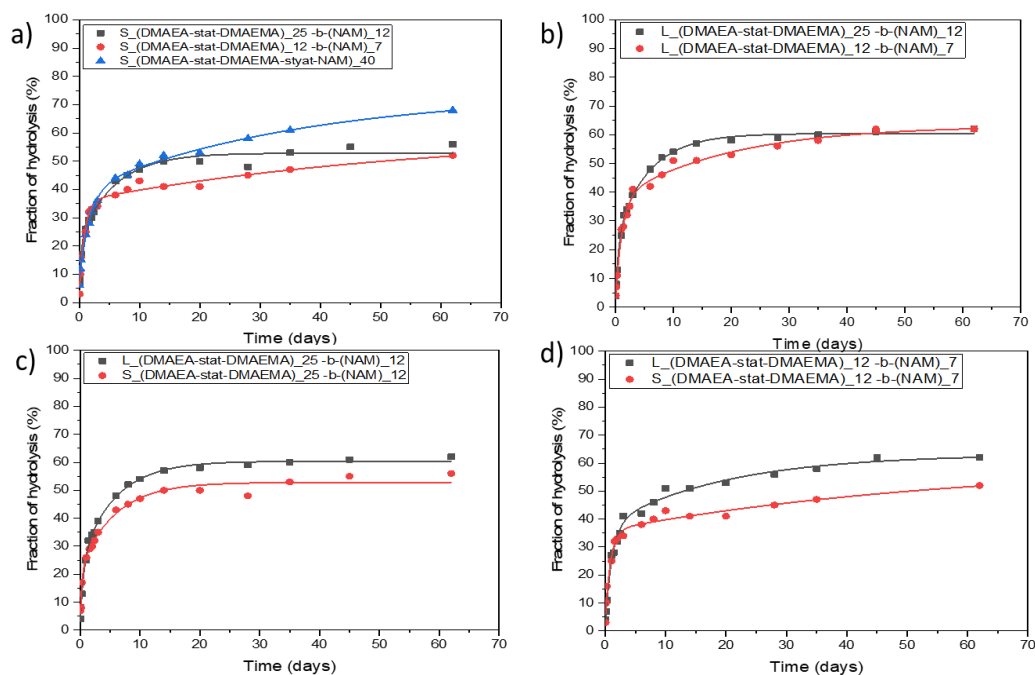 a)
S_(DMAEA-stat-DMAEMA)_25 -b-(NAM)_12
S_(DMAEA-stat-DMAEMA)_12 -b-(NAM)_7
S_(DMAEA-stat-DMAEMA-styat-NAM)_40
Fraction of hydrolysis (%)
100
90
80
70
60
50
40
30
20
10
0
0 10 20 30 40 50 60 70
Time (days)
b)
L_(DMAEA-stat-DMAEMA)_25 -b-(NAM)_12
L_(DMAEA-stat-DMAEMA)_12 -b-(NAM)_7
Fraction of hydrolysis (%)
100
90
80
70
60
50
40
30
20
10
0
0 10 20 30 40 50 60 70
Time (days)
c)
L_(DMAEA-stat-DMAEMA)_25 -b-(NAM)_12
S_(DMAEA-stat-DMAEMA)_25 -b-(NAM)_12
Fraction of hydrolysis (%)
100
90
80
70
60
50
40
30
20
10
0
0 10 20 30 40 50 60 70
Time (days)
d)
L_(DMAEA-stat-DMAEMA)_12 -b-(NAM)_7
S_(DMAEA-stat-DMAEMA)_12 -b-(NAM)_7
Fraction of hydrolysis (%)
100
90
80
70
60
50
40
30
20
10
0
0 10 20 30 40 50 60 70
Time (days)